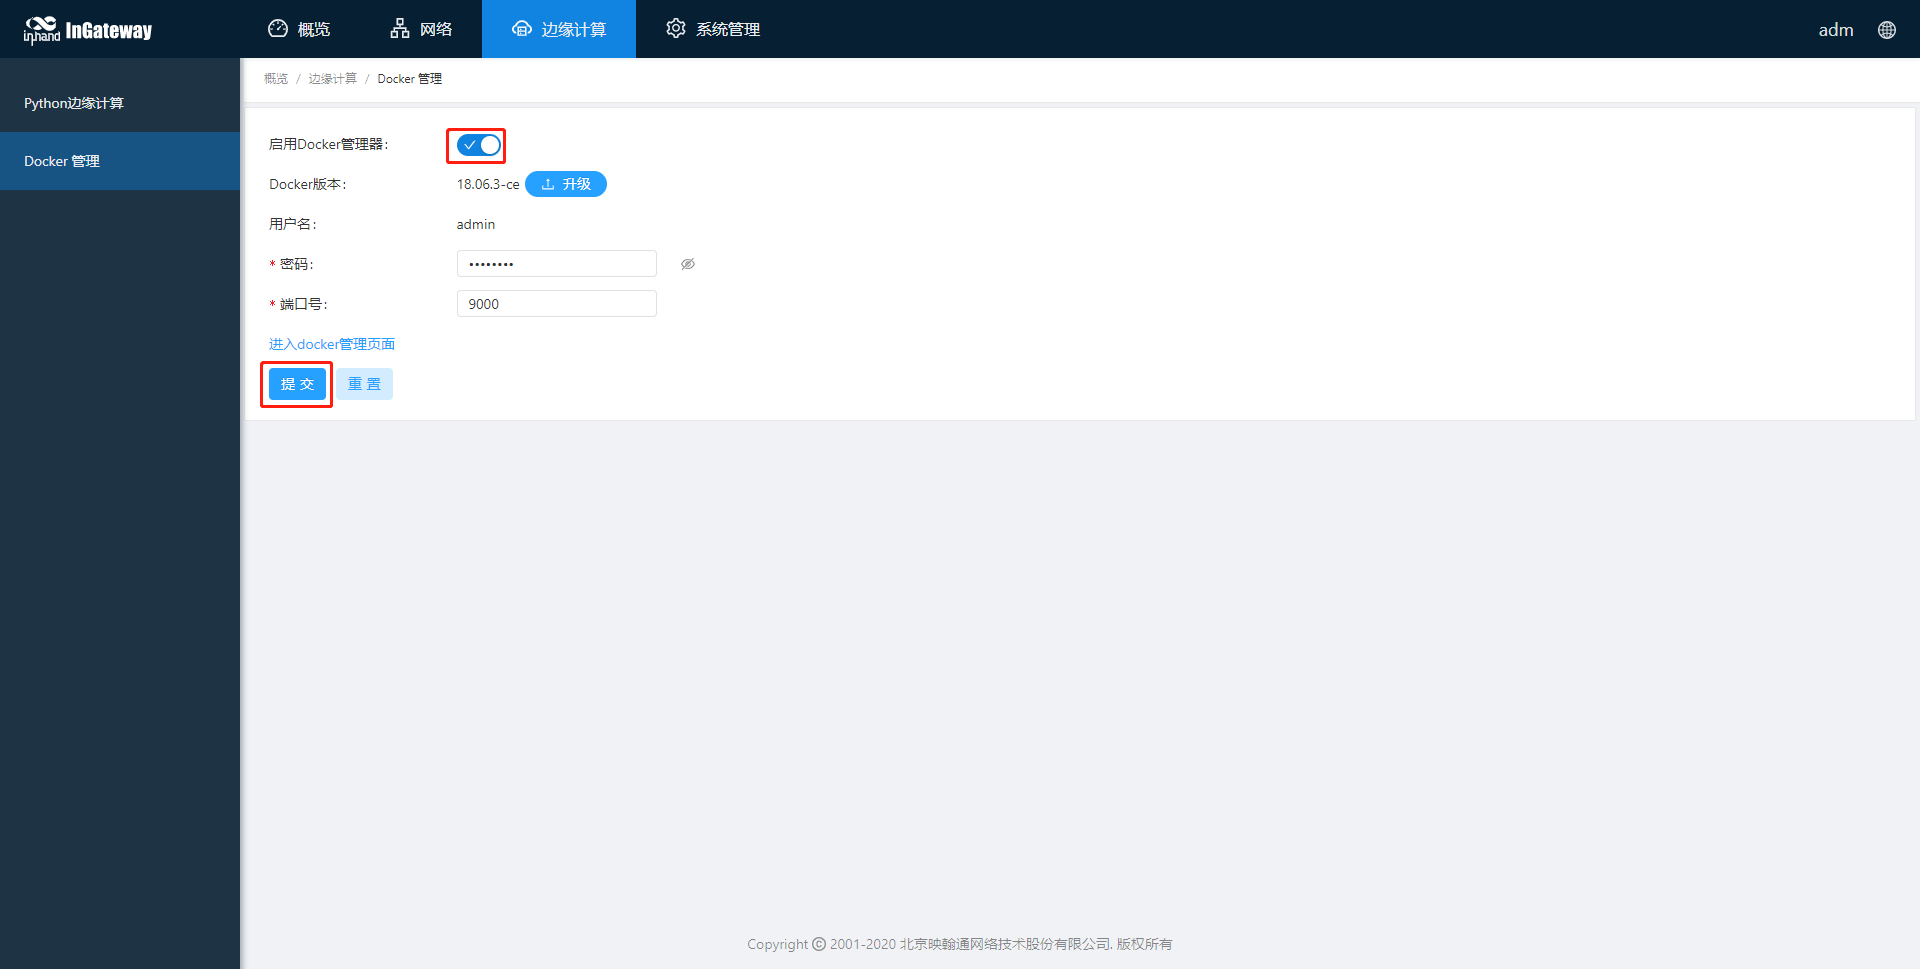 inhand InGateway
概览
网络
边缘计算
系统管理
adm
Python边缘计算
Docker 管理
概览 / 边缘计算 / Docker 管理
启用Docker管理器:
Docker版本: 18.06.3-ce 升级
用户名: admin
* 密码: ••••••••
* 端口号: 9000
进入docker管理页面
提 交 重 置
Copyright © 2001-2020 北京映翰通网络技术股份有限公司. 版权所有